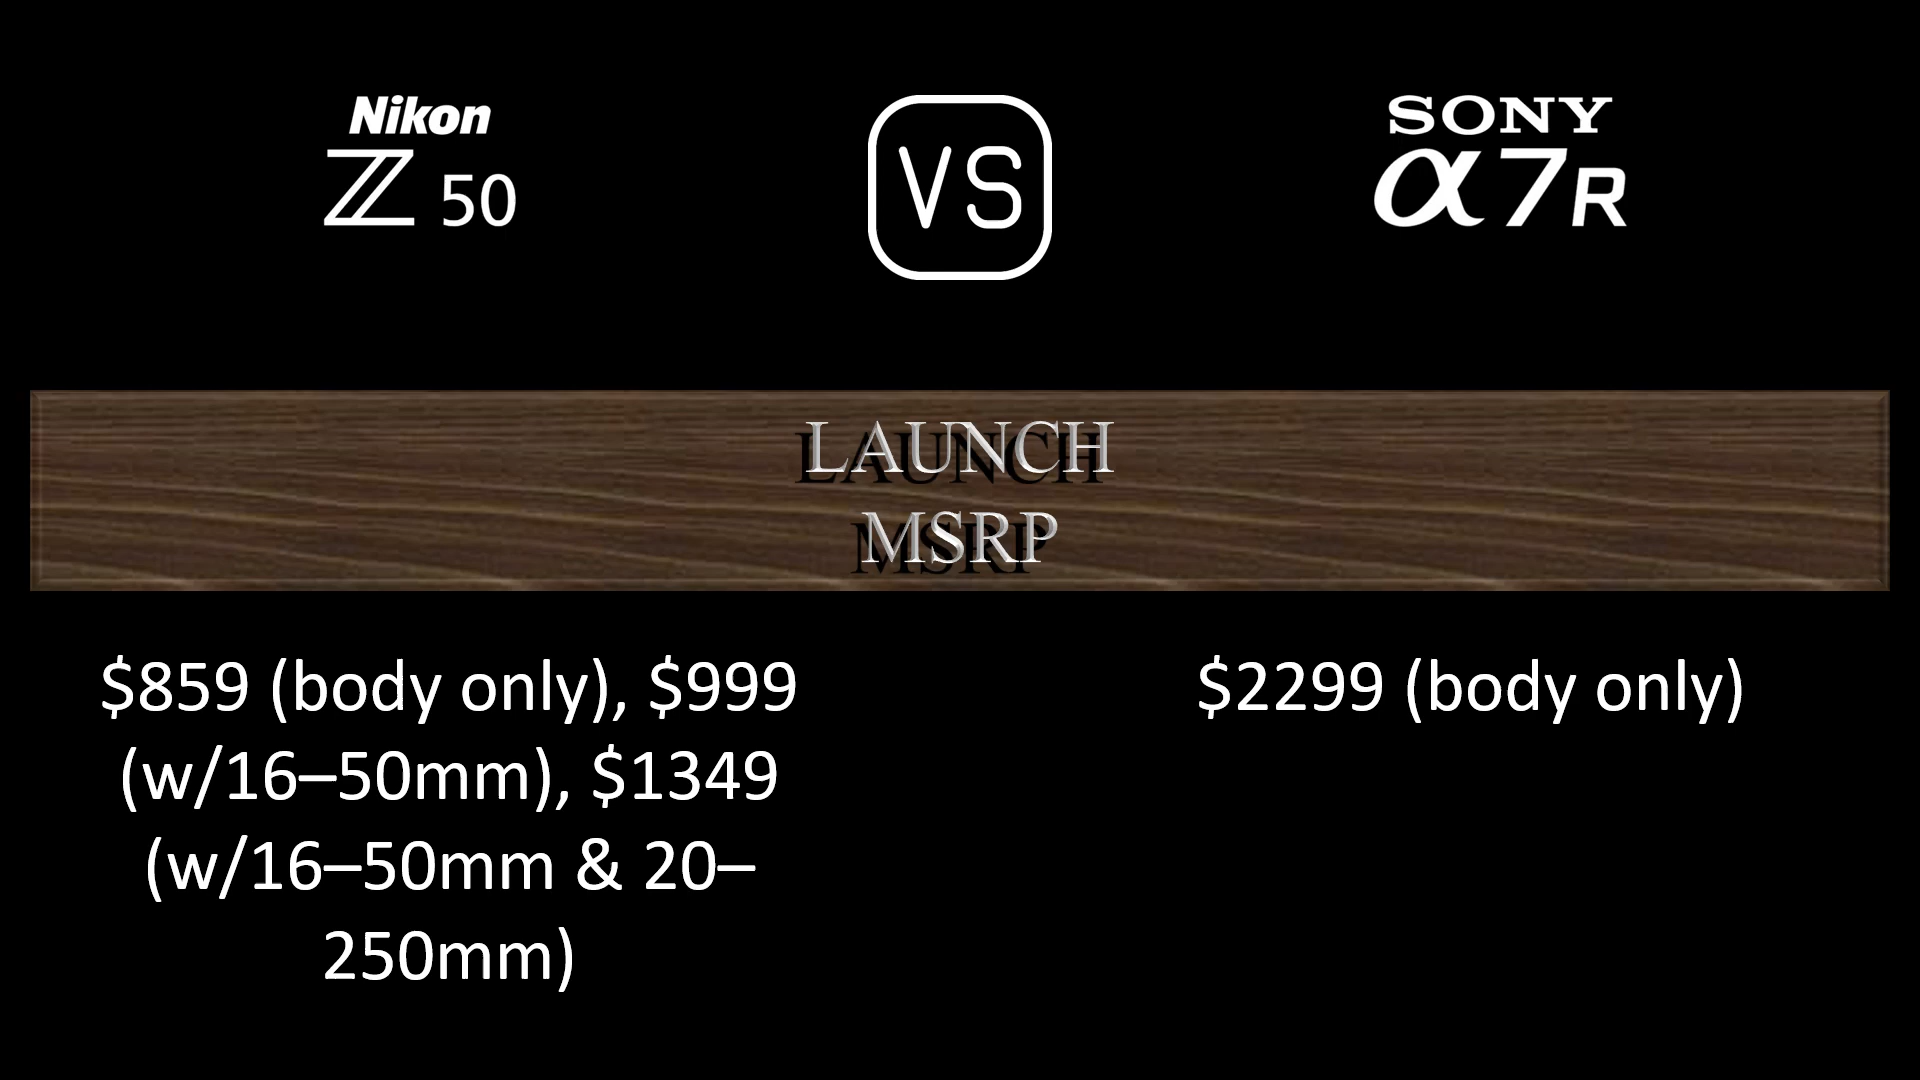 Nikon
Z 50
VS
SONY
α7R
LAUNCH
MSRP
$859 (body only), $999
(w/16–50mm), $1349
(w/16–50mm & 20–
250mm)
$2299 (body only)